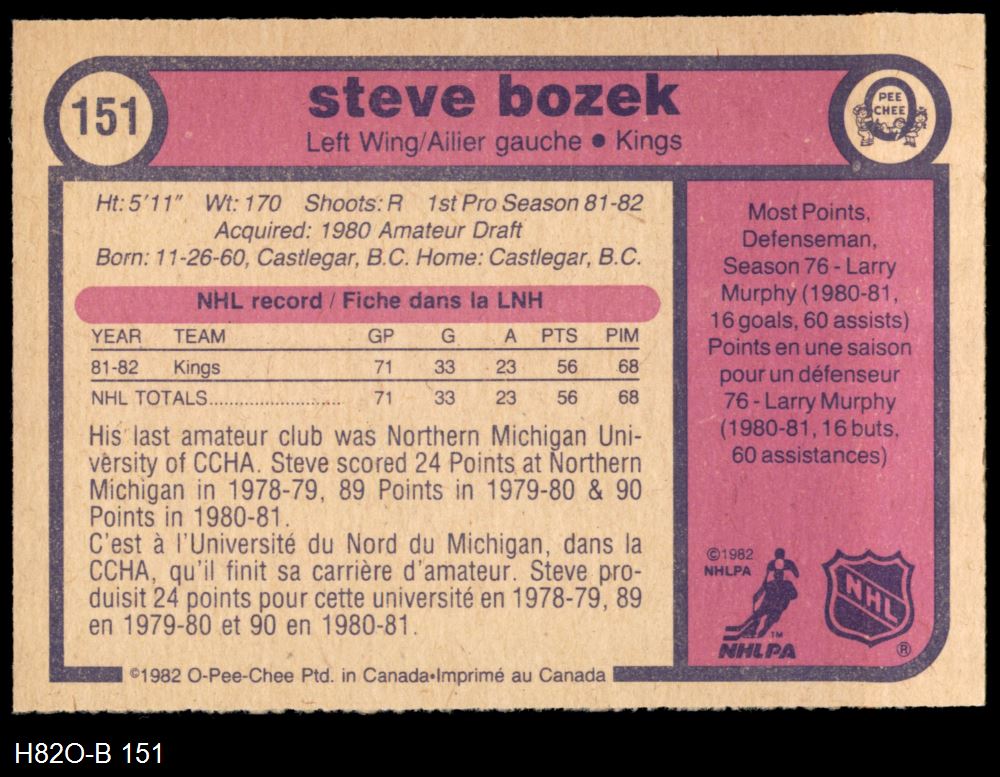 151
steve bozek
Left Wing/Ailier gauche • Kings
O
PEE
CHEE
Ht: 5'11" Wt: 170 Shoots: R 1st Pro Season 81-82
Acquired: 1980 Amateur Draft
Born: 11-26-60, Castlegar, B.C. Home: Castlegar, B.C.
NHL record / Fiche dans la LNH
YEAR TEAM GP G A PTS PIM
81-82 Kings 71 33 23 56 68
NHL TOTALS........................ 71 33 23 56 68
His last amateur club was Northern Michigan Uni-
versity of CCHA. Steve scored 24 Points at Northern
Michigan in 1978-79, 89 Points in 1979-80 & 90
Points in 1980-81.
C'est à l'Université du Nord du Michigan, dans la
CCHA, qu'il finit sa carrière d'amateur. Steve pro-
duisit 24 points pour cette université en 1978-79, 89
en 1979-80 et 90 en 1980-81.
©1982 O-Pee-Chee Ptd. in Canada•Imprimé au Canada
Most Points,
Defenseman,
Season 76 - Larry
Murphy (1980-81,
16 goals, 60 assists)
Points en une saison
pour un défenseur
76 - Larry Murphy
(1980-81, 16 buts,
60 assistances)
©1982
NHLPA
TM
NHLPA
NHL
®
H82O-B 151